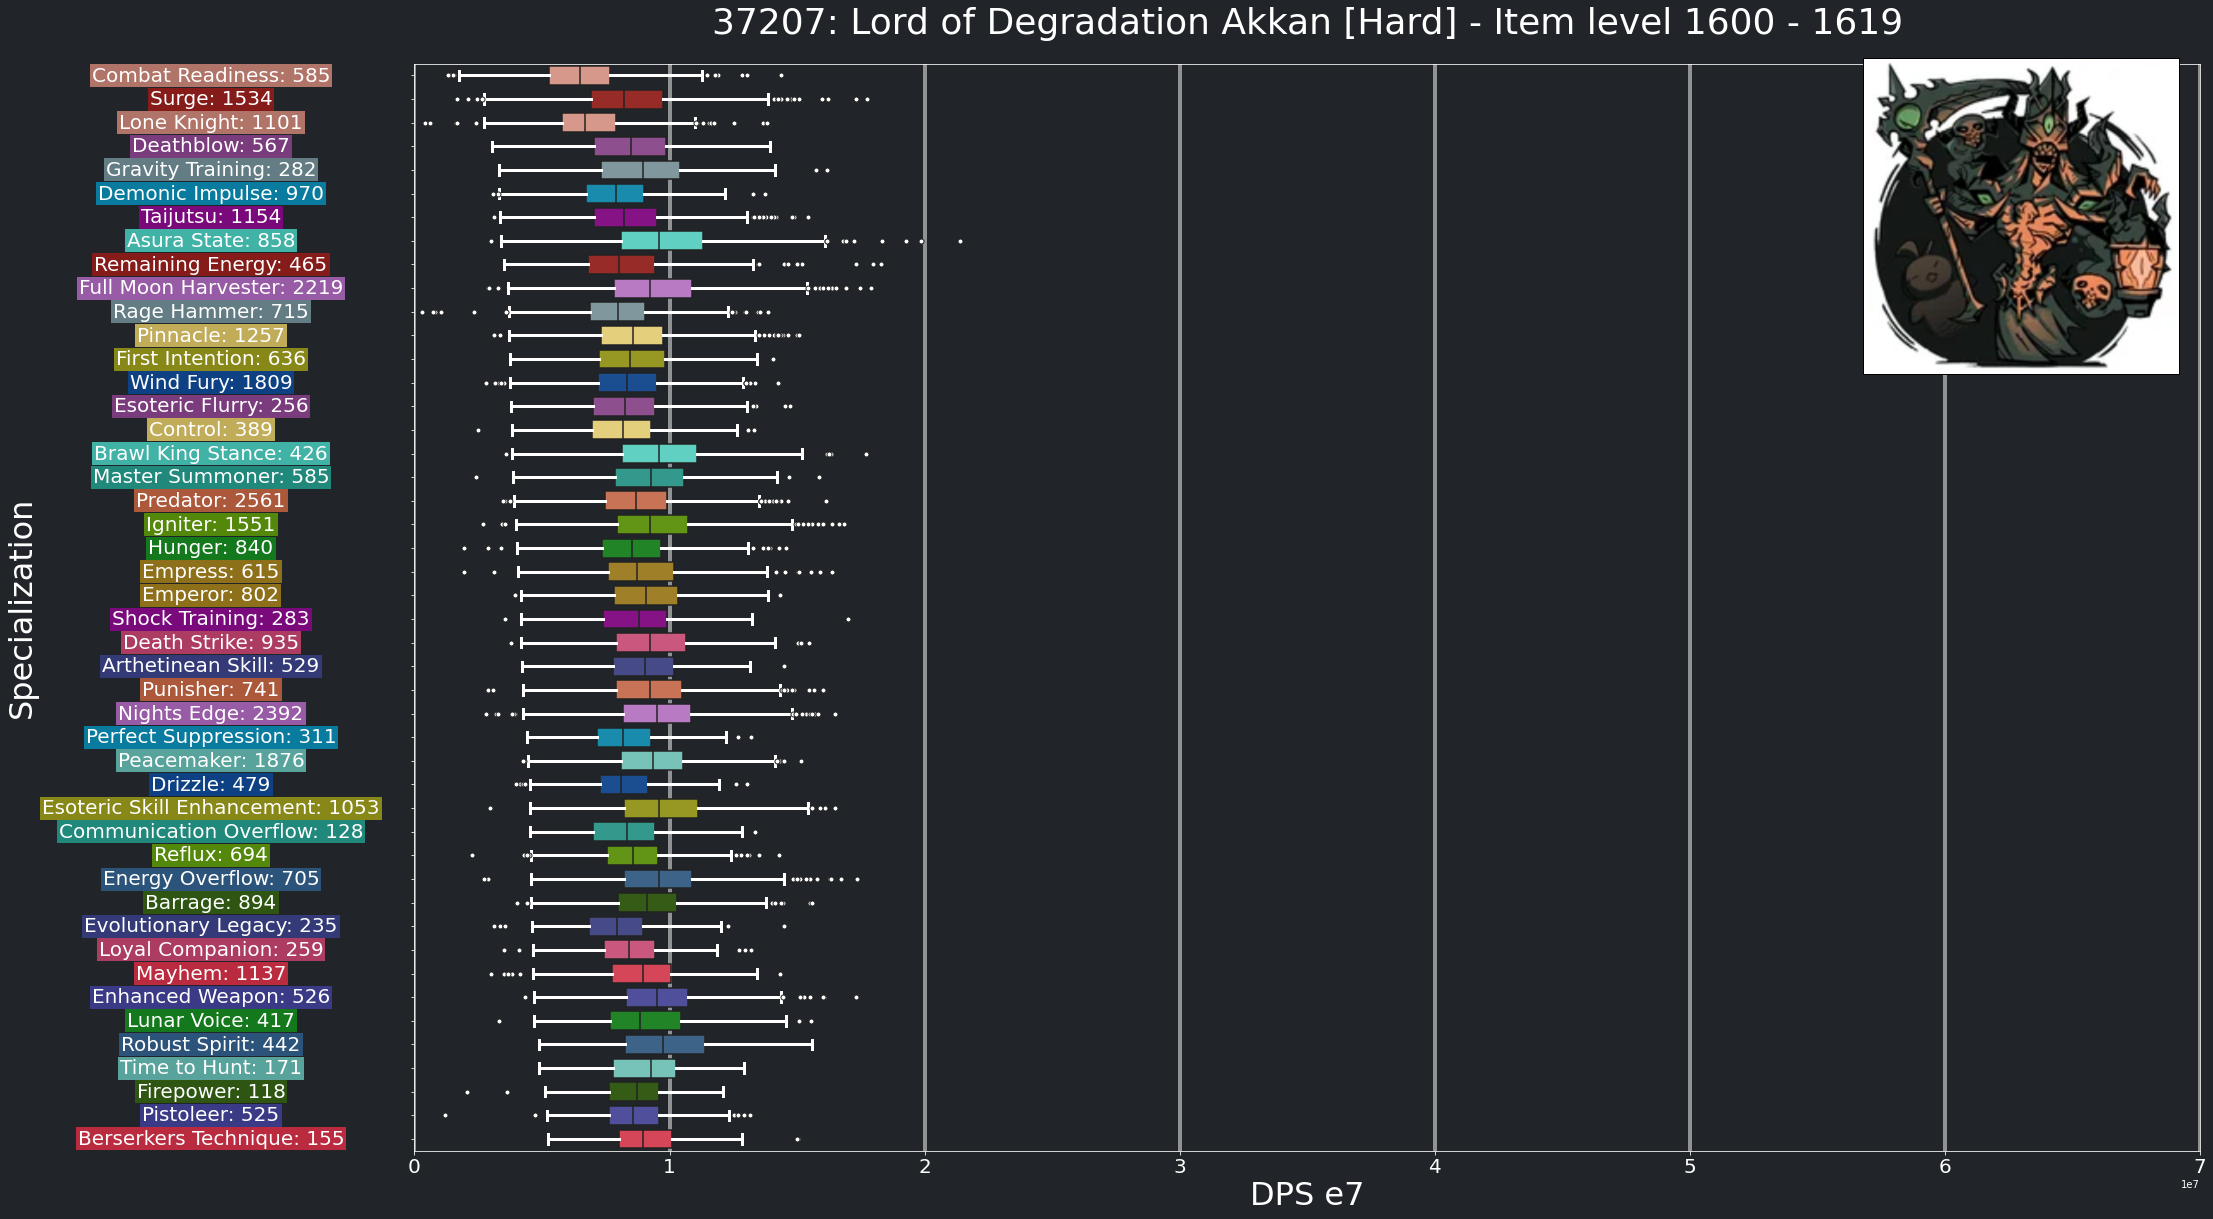 37207: Lord of Degradation Akkan [Hard] - Item level 1600 - 1619
Specialization
Combat Readiness: 585
Surge: 1534
Lone Knight: 1101
Deathblow: 567
Gravity Training: 282
Demonic Impulse: 970
Taijutsu: 1154
Asura State: 858
Remaining Energy: 465
Full Moon Harvester: 2219
Rage Hammer: 715
Pinnacle: 1257
First Intention: 636
Wind Fury: 1809
Esoteric Flurry: 256
Control: 389
Brawl King Stance: 426
Master Summoner: 585
Predator: 2561
Igniter: 1551
Hunger: 840
Empress: 615
Emperor: 802
Shock Training: 283
Death Strike: 935
Arthetinean Skill: 529
Punisher: 741
Nights Edge: 2392
Perfect Suppression: 311
Peacemaker: 1876
Drizzle: 479
Esoteric Skill Enhancement: 1053
Communication Overflow: 128
Reflux: 694
Energy Overflow: 705
Barrage: 894
Evolutionary Legacy: 235
Loyal Companion: 259
Mayhem: 1137
Enhanced Weapon: 526
Lunar Voice: 417
Robust Spirit: 442
Time to Hunt: 171
Firepower: 118
Pistoleer: 525
Berserkers Technique: 155
0 1 2 3 4 5 6 7
1e7
DPS e7